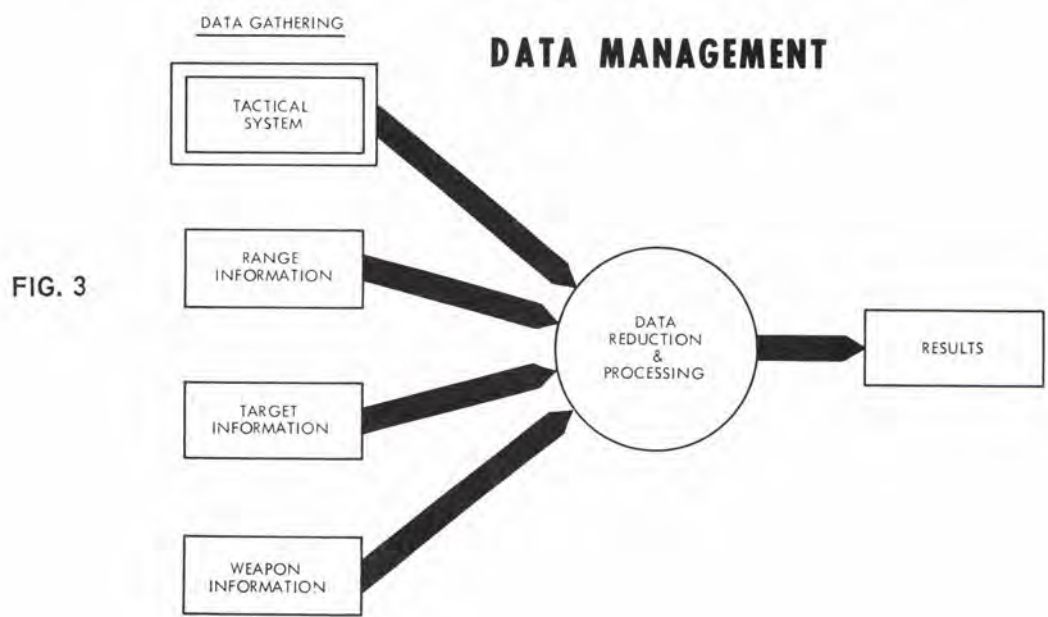 DATA GATHERING
DATA MANAGEMENT
TACTICAL
SYSTEM
RANGE
INFORMATION
FIG. 3
TARGET
INFORMATION
WEAPON
INFORMATION
DATA
REDUCTION
&
PROCESSING
RESULTS